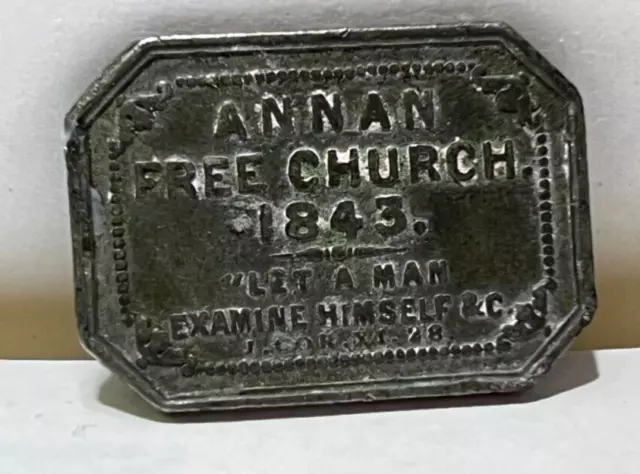 ANNAN
FREE CHURCH.
.1843.
"LET A MAN
EXAMINE HIMSELF &C.
I.COR.XI.28.